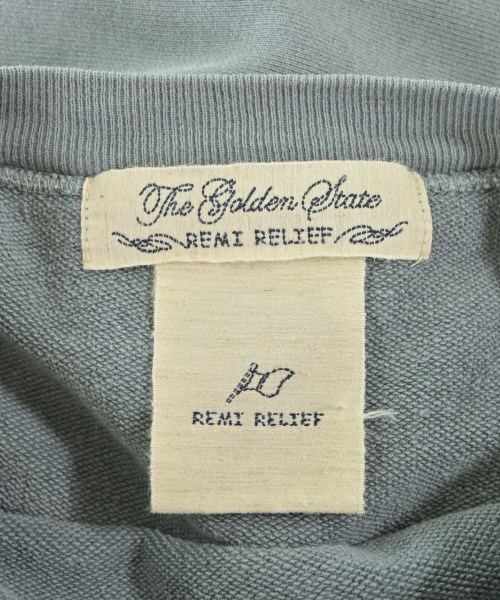 The Golden State
REMI RELIEF
REMI RELIEF